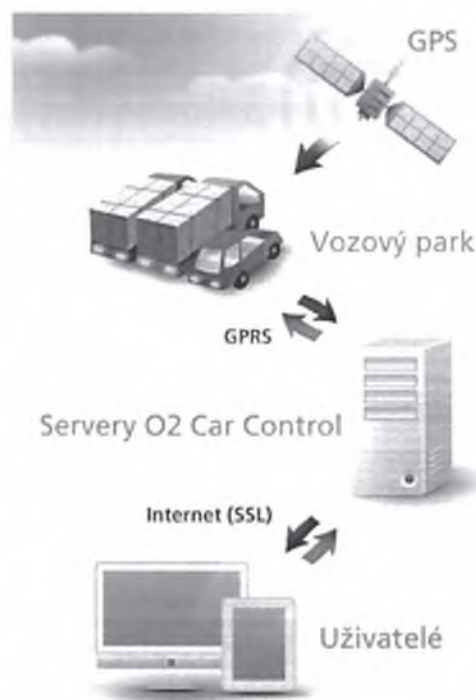 GPS
Vozový park
GPRS
Servery O2 Car Control
Internet (SSL)
Uživatelé